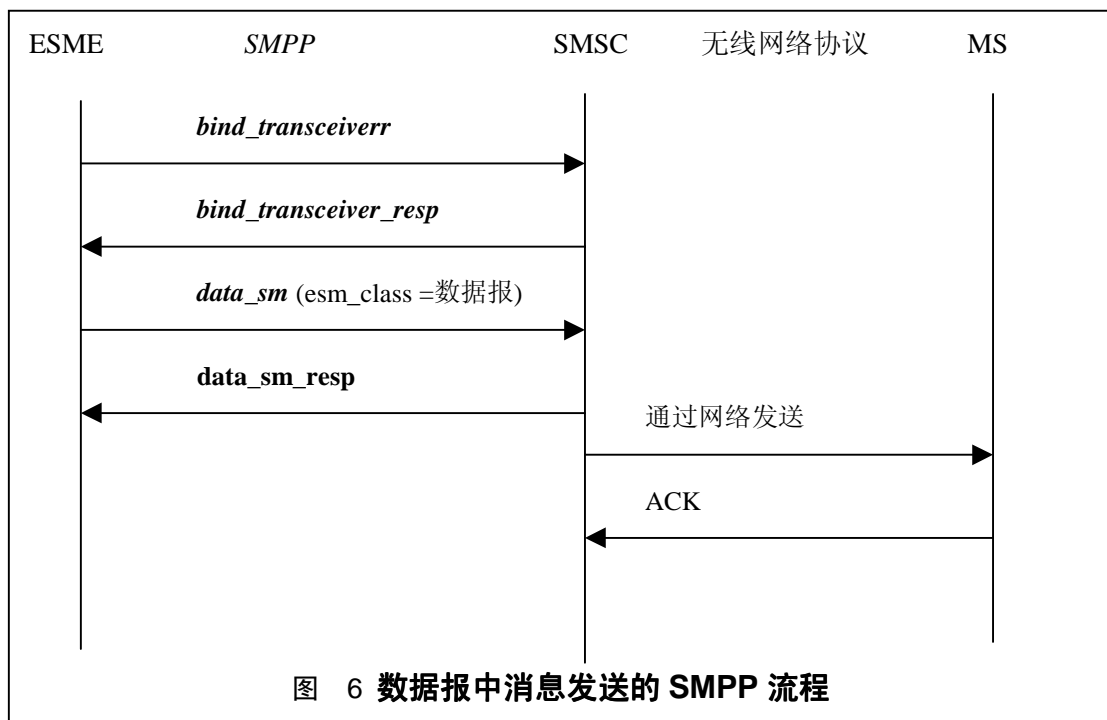 ESME SMPP SMSC 无线网络协议 MS
bind_transceiverr
bind_transceiver_resp
data_sm (esm_class =数据报)
data_sm_resp
通过网络发送
ACK
图 6 数据报中消息发送的 SMPP 流程